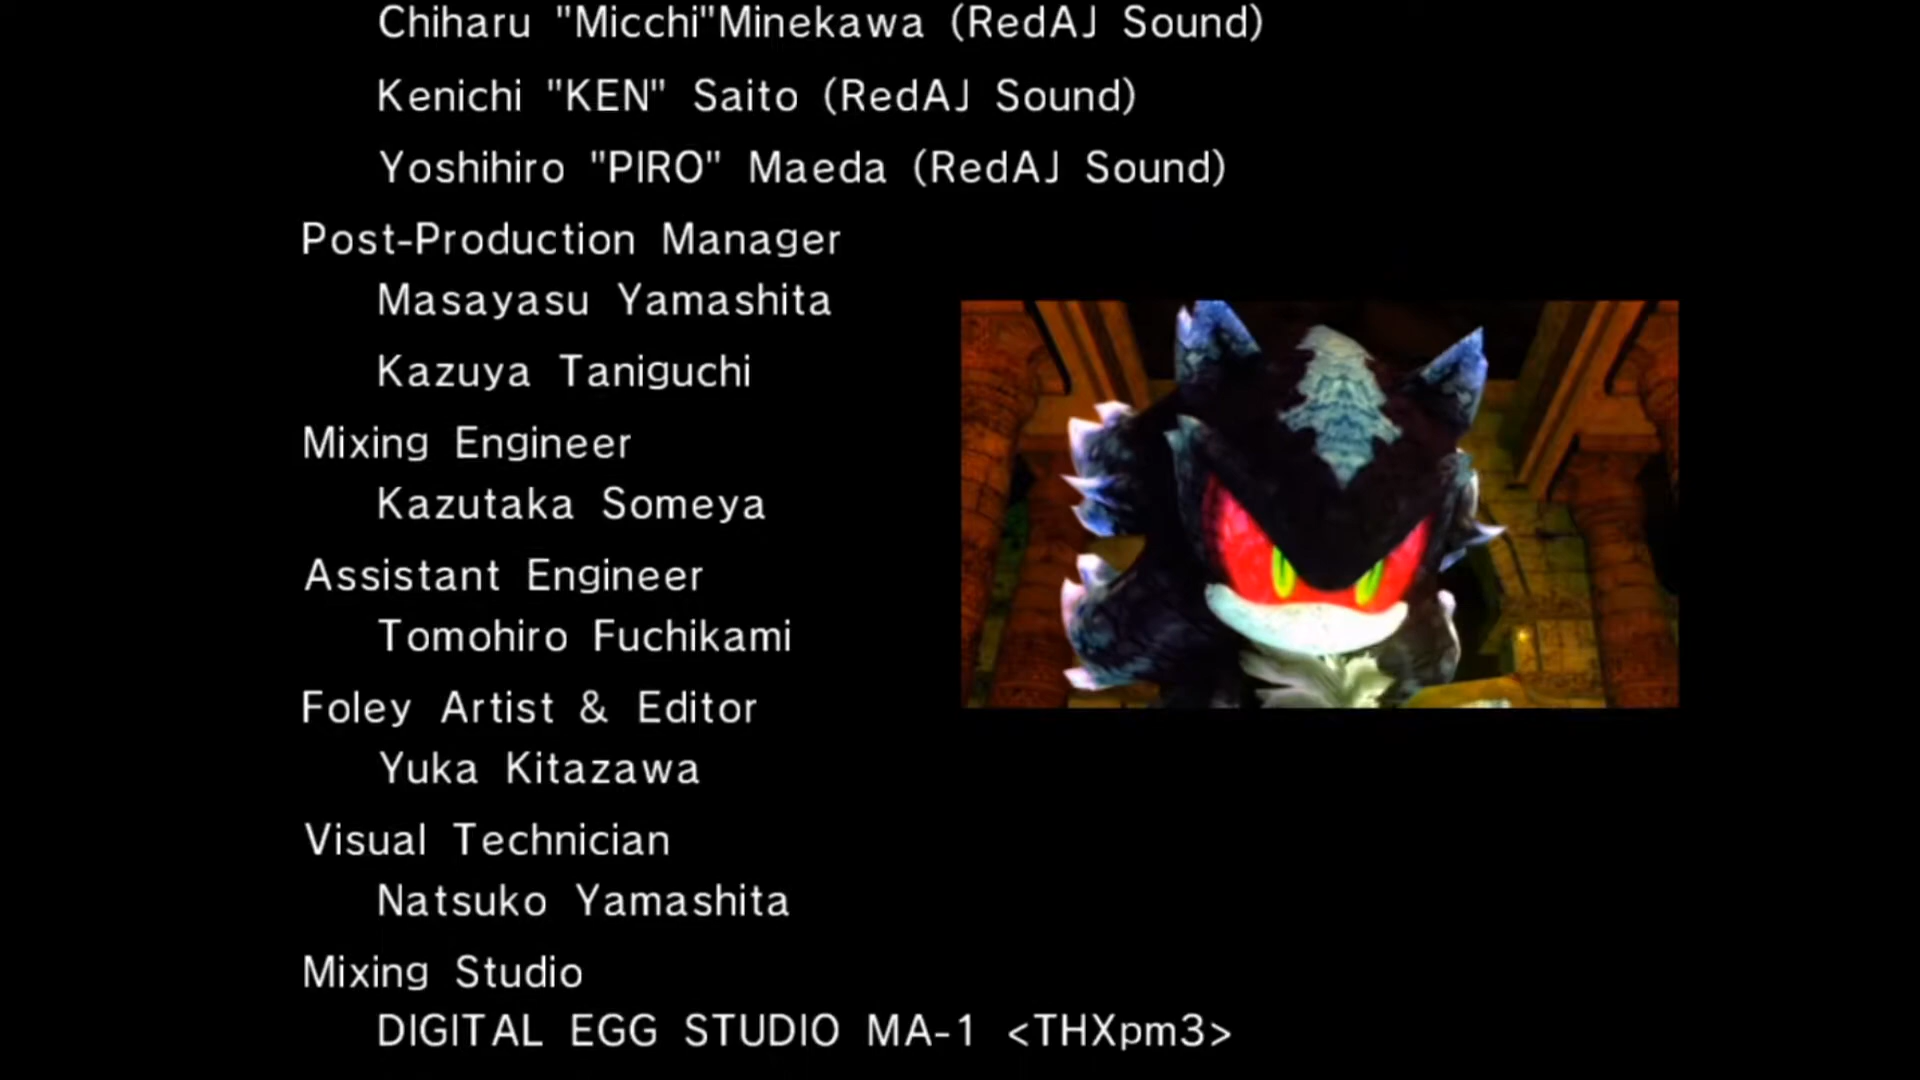 Chiharu "Micchi"Minekawa (RedAJ Sound)
Kenichi "KEN" Saito (RedAJ Sound)
Yoshihiro "PIRO" Maeda (RedAJ Sound)
Post-Production Manager
Masayasu Yamashita
Kazuya Taniguchi
Mixing Engineer
Kazutaka Someya
Assistant Engineer
Tomohiro Fuchikami
Foley Artist & Editor
Yuka Kitazawa
Visual Technician
Natsuko Yamashita
Mixing Studio
DIGITAL EGG STUDIO MA-1 <THXpm3>